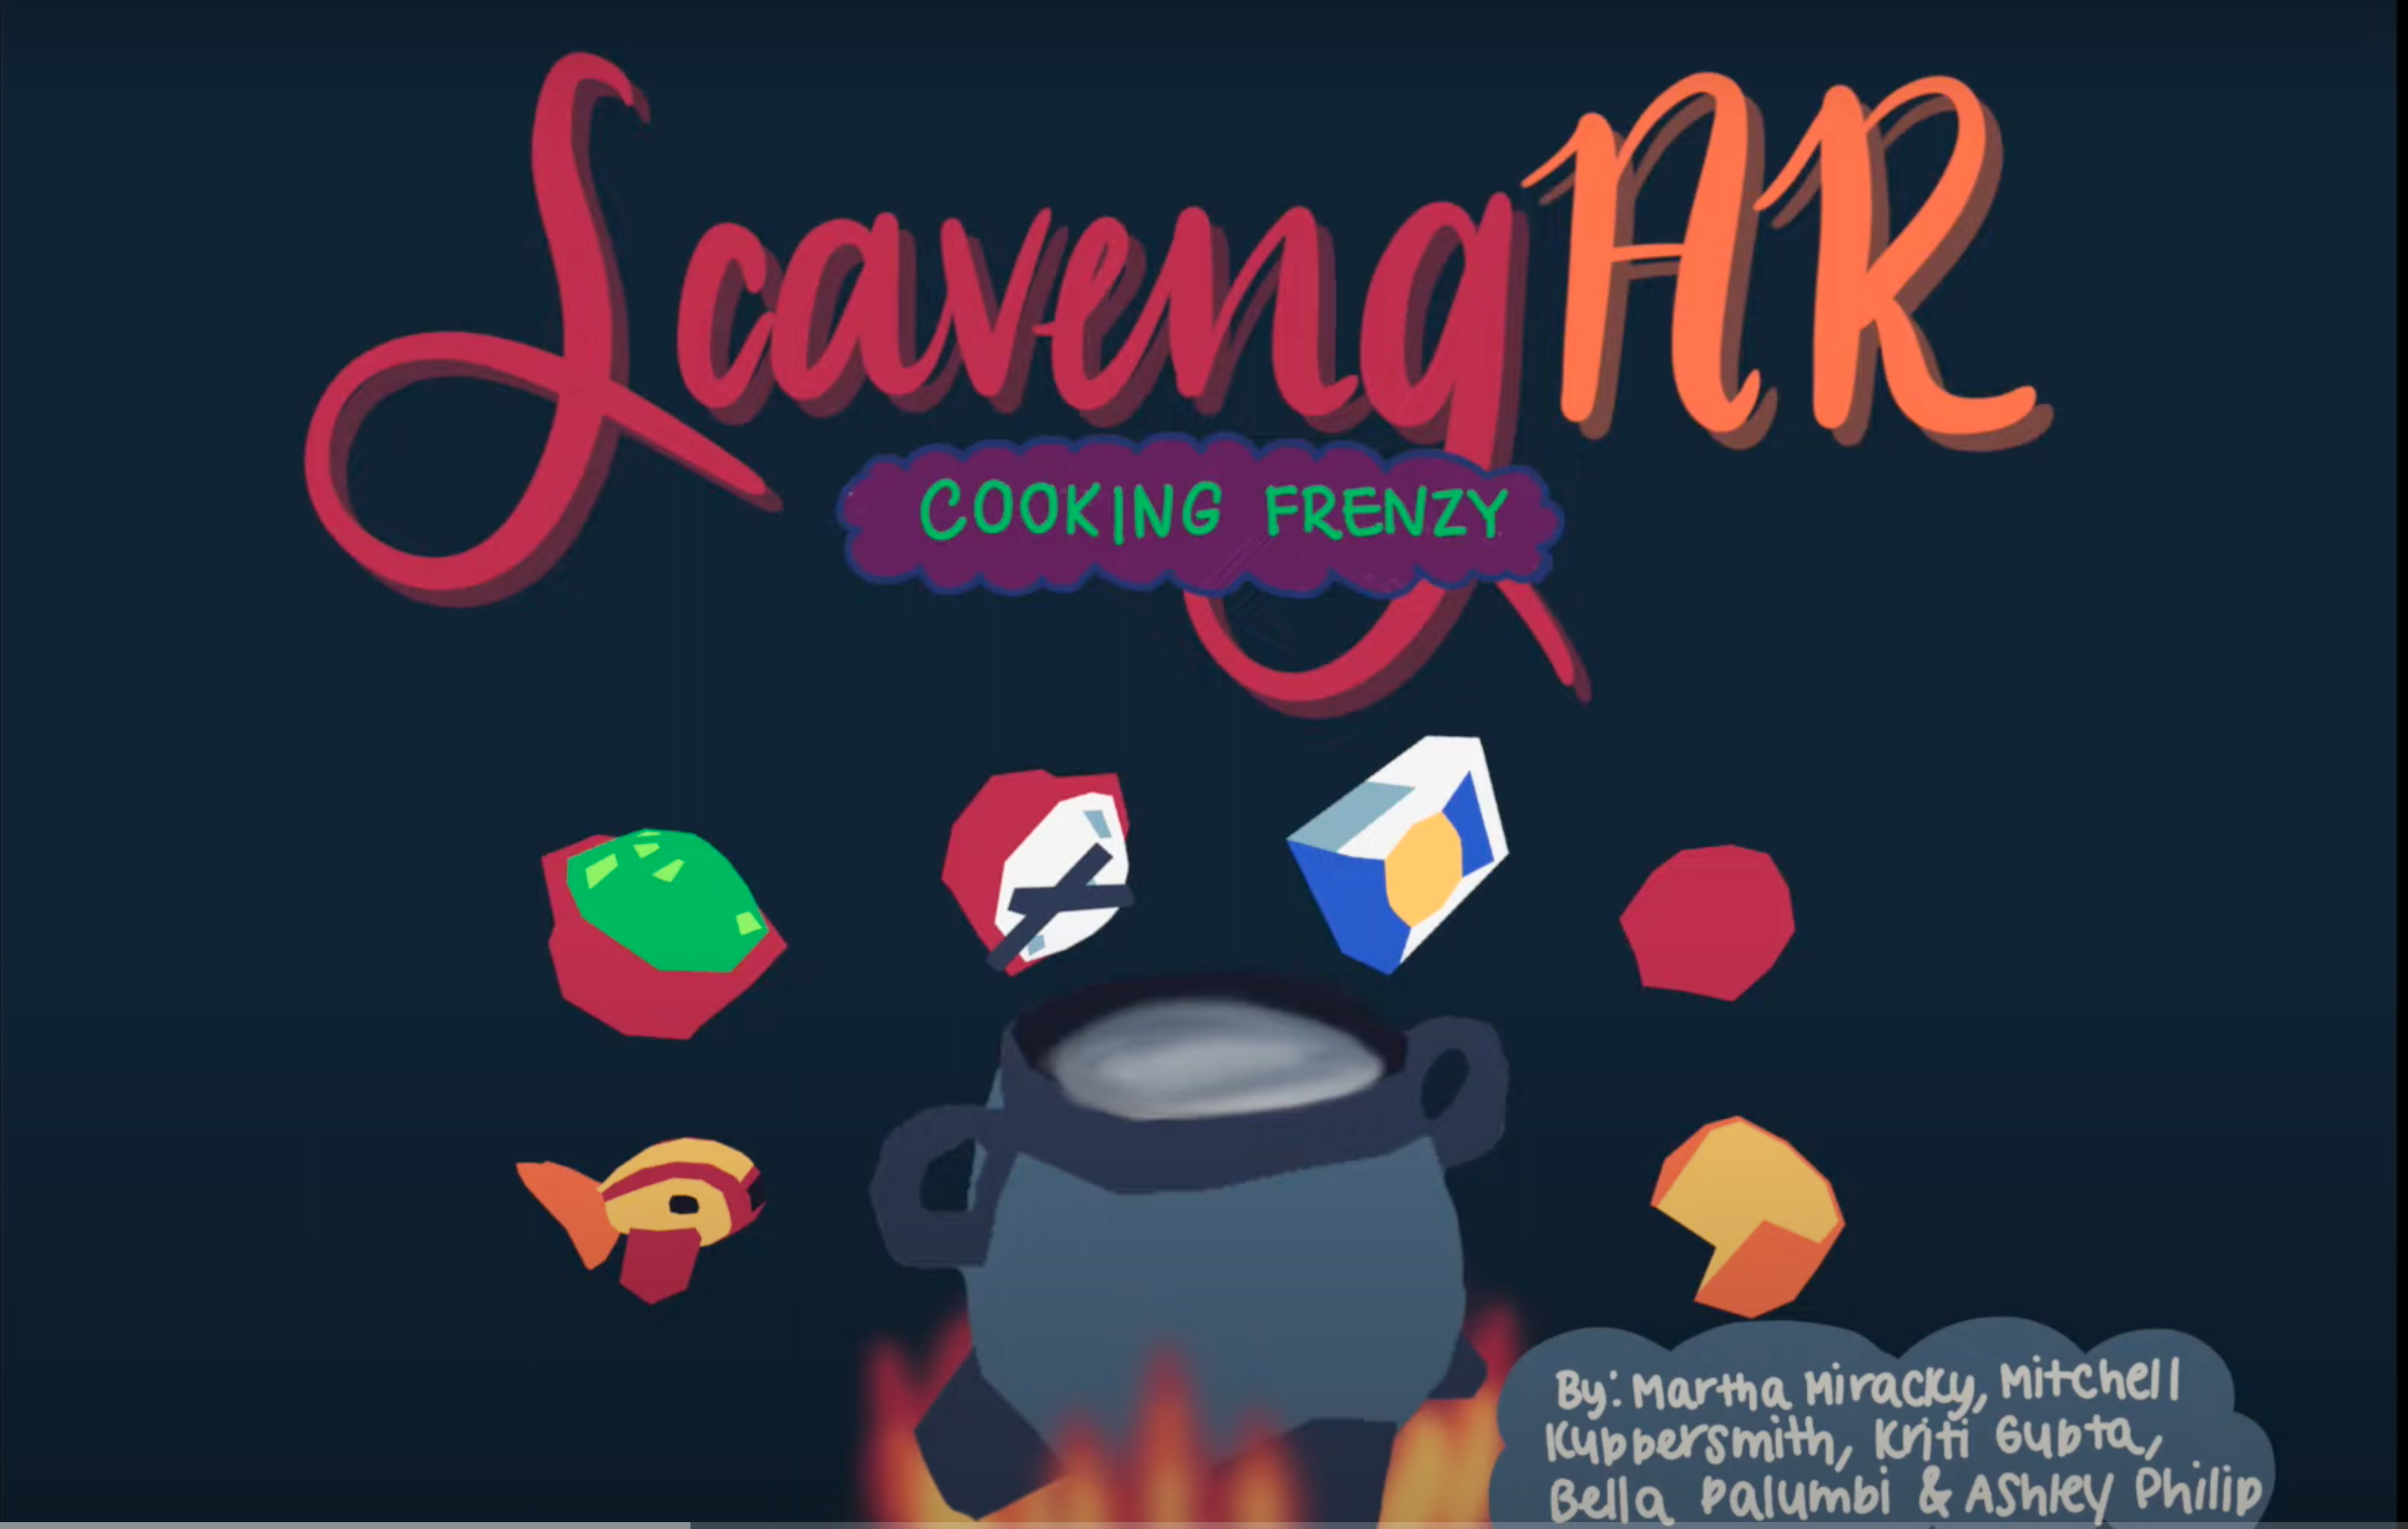 ScavengAR
COOKING FRENZY
By: Martha Miracky, Mitchell
Kuppersmith, Kriti Gupta,
Bella Palumbi & Ashley Philip